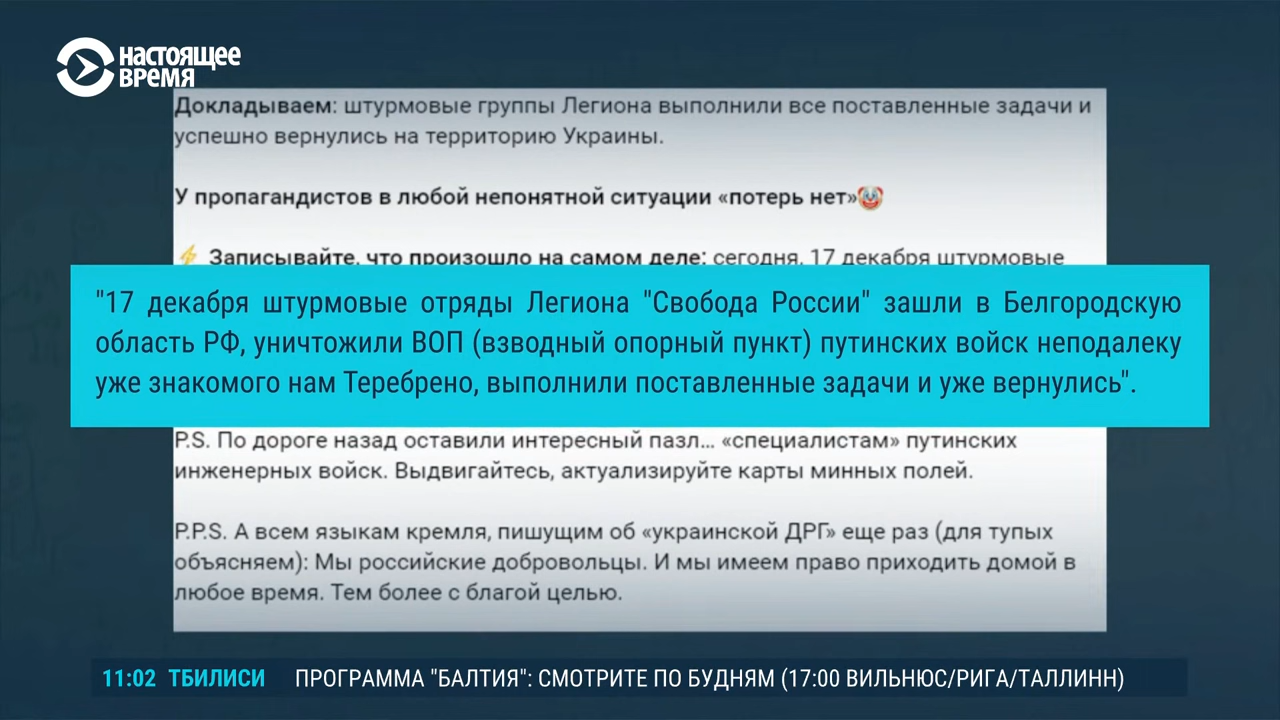 НАСТОЯЩЕЕ
ВРЕМЯ
Докладываем: штурмовые группы Легиона выполнили все поставленные задачи и
успешно вернулись на территорию Украины.
У пропагандистов в любой непонятной ситуации «потерь нет»🤡
⚡ Записывайте, что произошло на самом деле: сегодня, 17 декабря штурмовые
"17 декабря штурмовые отряды Легиона "Свобода России" зашли в Белгородскую
область РФ, уничтожили ВОП (взводный опорный пункт) путинских войск неподалеку
уже знакомого нам Теребрено, выполнили поставленные задачи и уже вернулись".
P.S. По дороге назад оставили интересный пазл... «специалистам» путинских
инженерных войск. Выдвигайтесь, актуализируйте карты минных полей.
P.P.S. А всем языкам кремля, пишущим об «украинской ДРГ» еще раз (для тупых
объясняем): Мы российские добровольцы. И мы имеем право приходить домой в
любое время. Тем более с благой целью.
11:02 ТБИЛИСИ ПРОГРАММА "БАЛТИЯ": СМОТРИТЕ ПО БУДНЯМ (17:00 ВИЛЬНЮС/РИГА/ТАЛЛИНН)